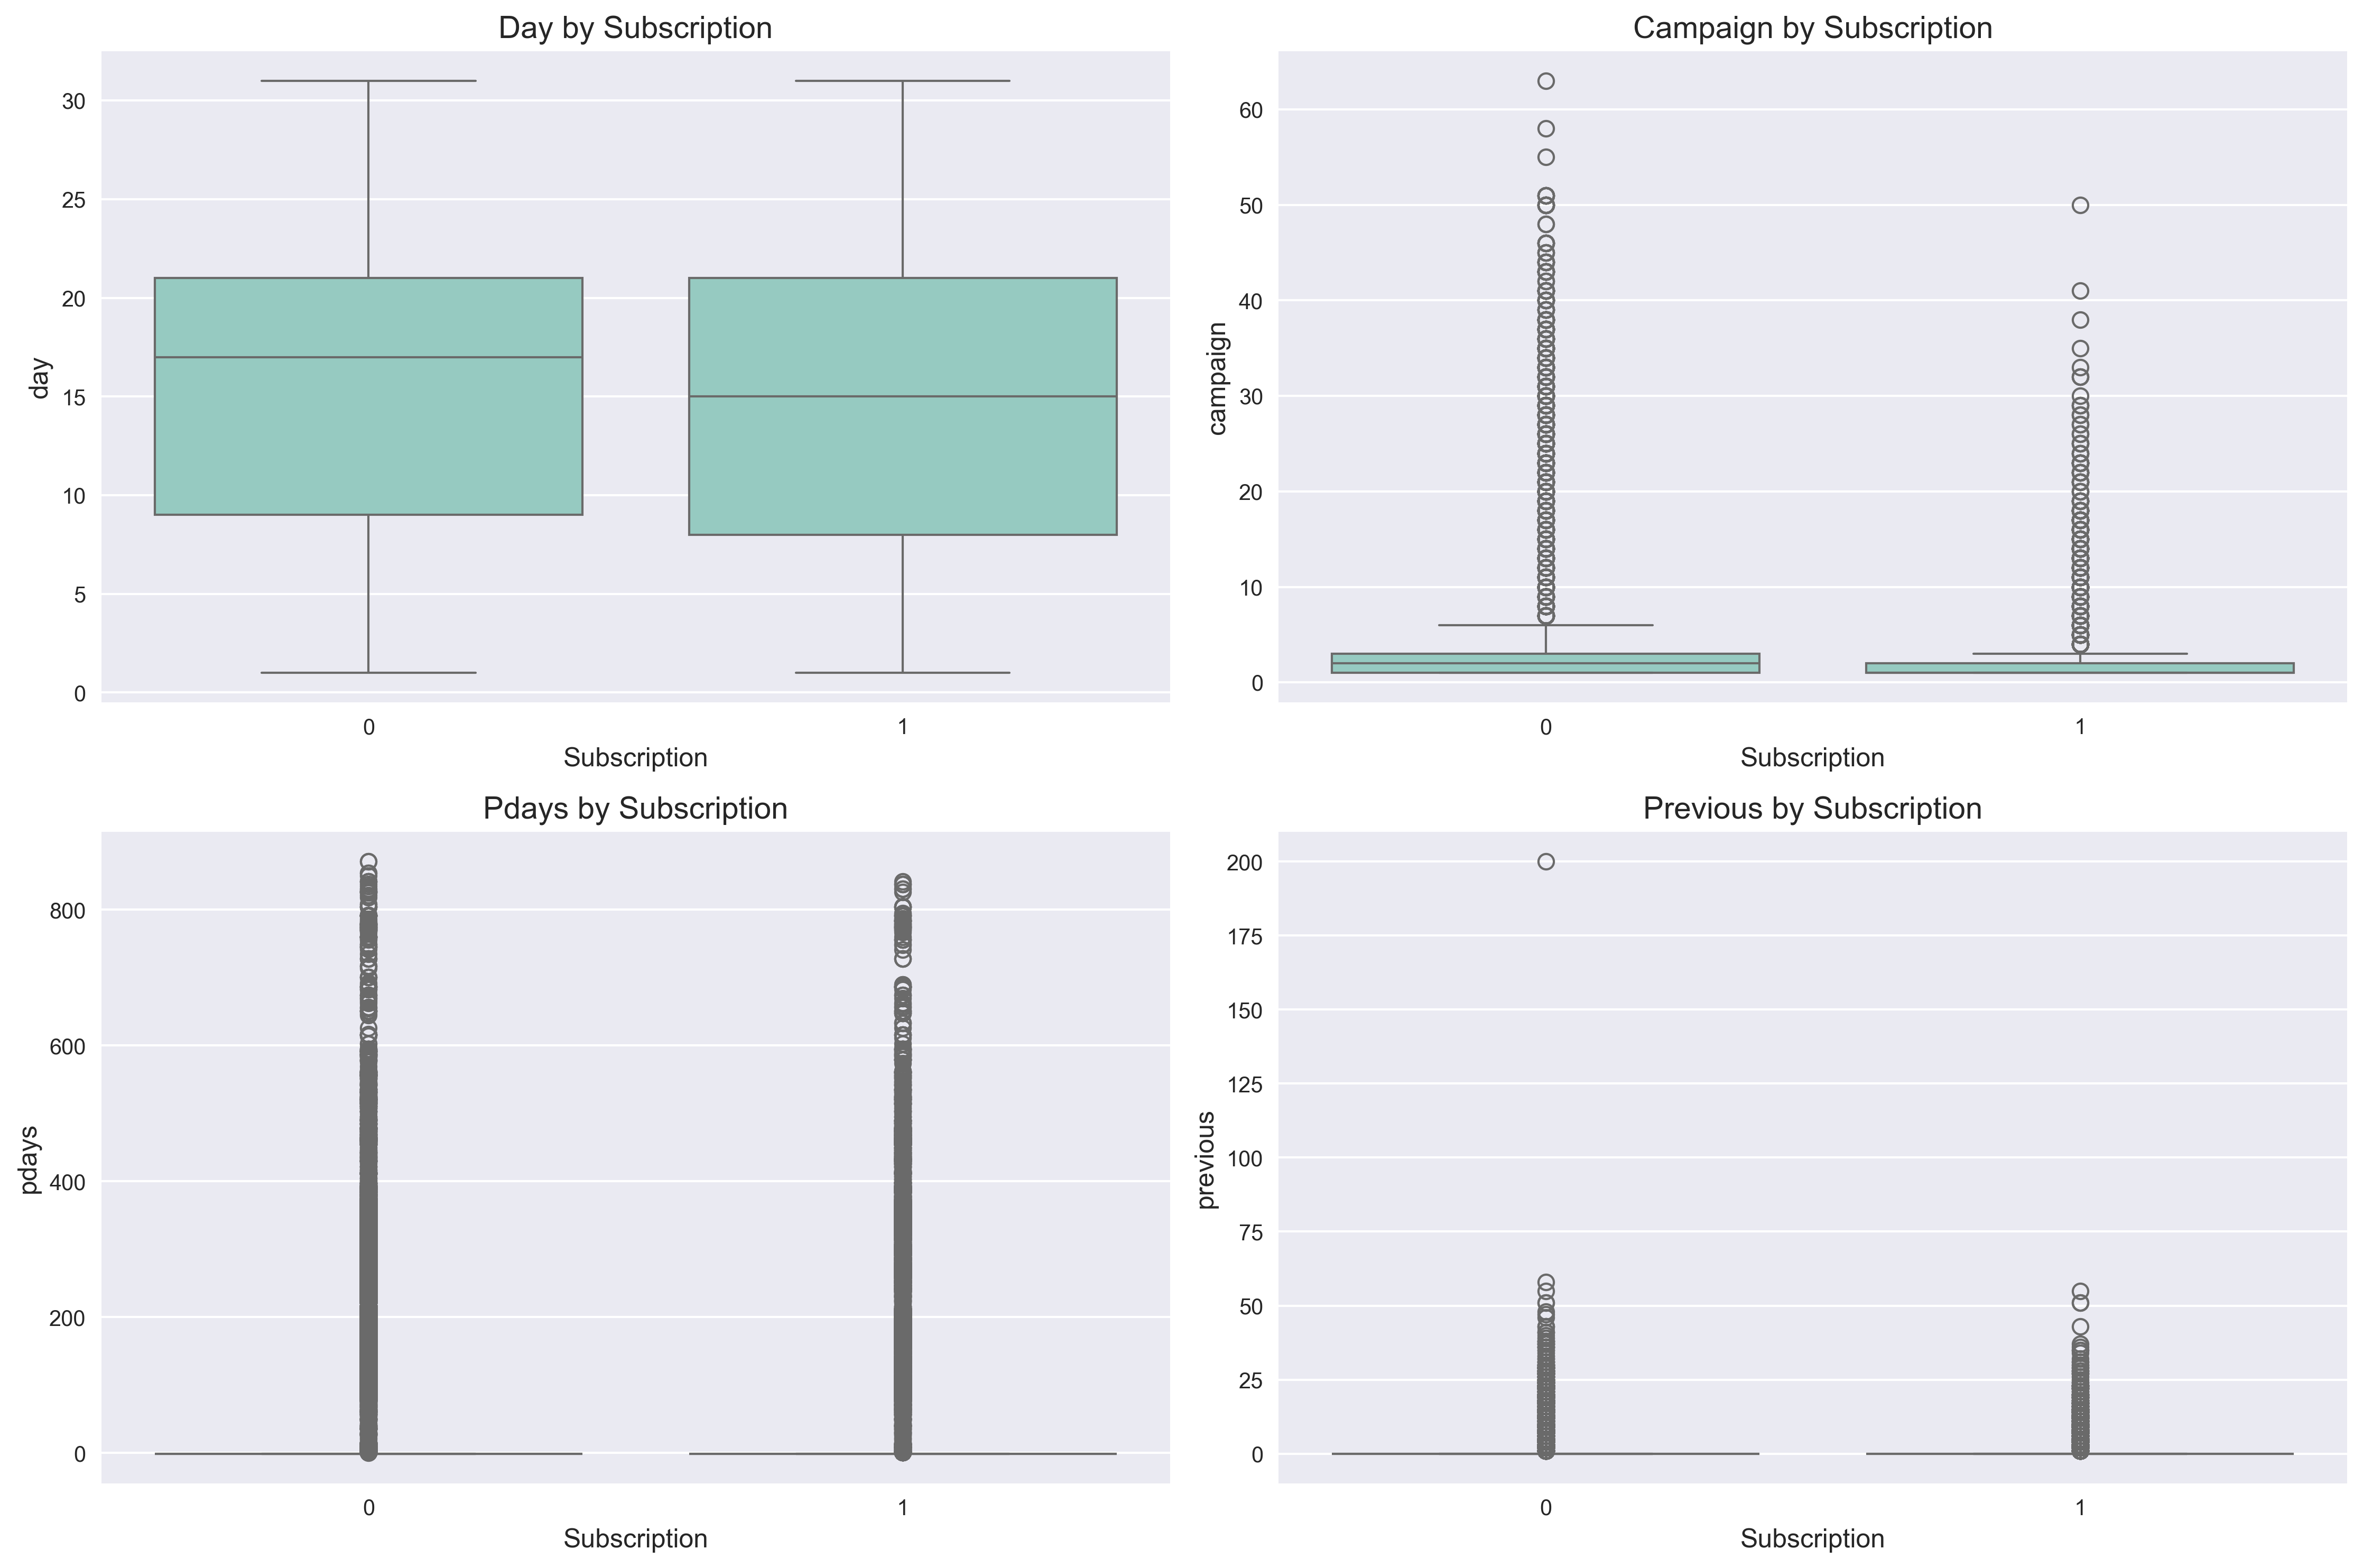 Day by Subscription
30
25
20
15
10
5
0
day
0 1
Subscription
Campaign by Subscription
60
50
40
30
20
10
0
campaign
0 1
Subscription
Pdays by Subscription
800
600
400
200
0
pdays
0 1
Subscription
Previous by Subscription
200
175
150
125
100
75
50
25
0
previous
0 1
Subscription